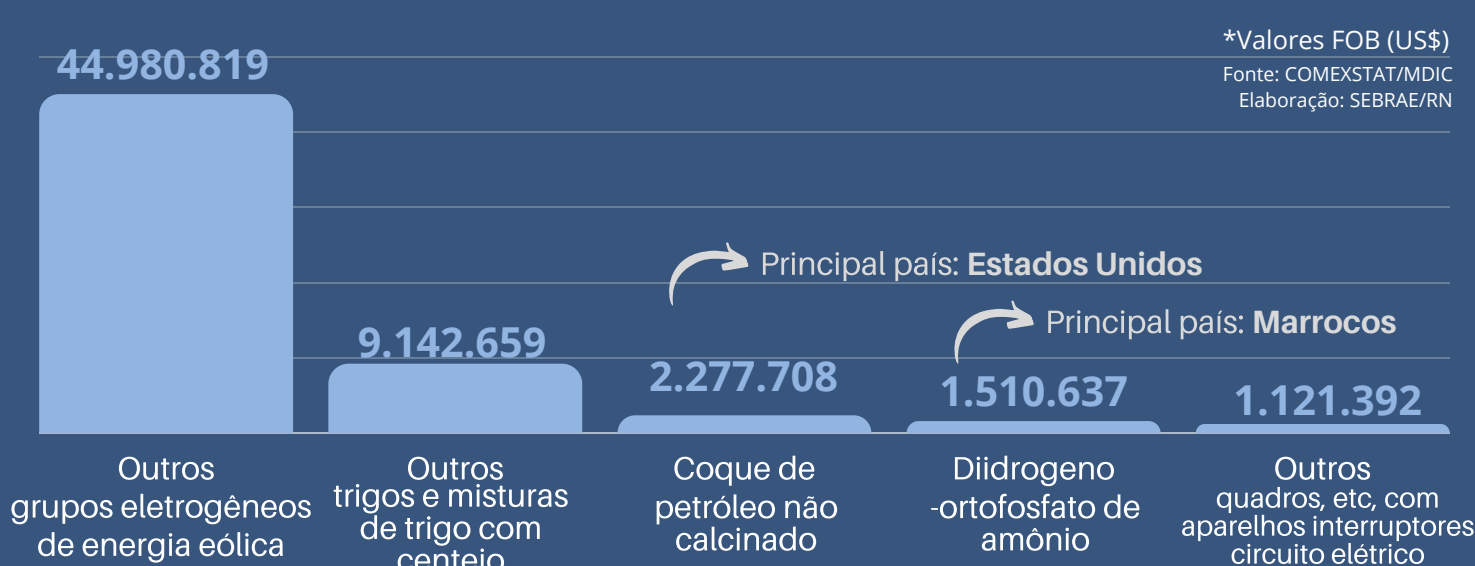 *Valores FOB (US$)
Fonte: COMEXSTAT/MDIC
Elaboração: SEBRAE/RN
44.980.819
9.142.659
2.277.708
1.510.637
1.121.392
Principal país: Estados Unidos
Principal país: Marrocos
Outros
grupos eletrogêneos
de energia eólica
Outros
trigos e misturas
de trigo com
centeio
Coque de
petróleo não
calcinado
Diidrogeno
-ortofosfato de
amônio
Outros
quadros, etc, com
aparelhos interruptores
circuito elétrico